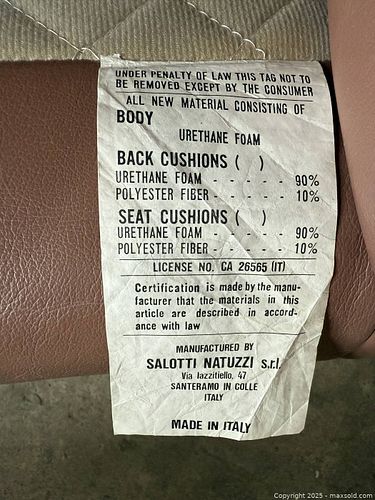 UNDER PENALTY OF LAW THIS TAG NOT TO
BE REMOVED EXCEPT BY THE CONSUMER
ALL NEW MATERIAL CONSISTING OF
BODY
URETHANE FOAM
BACK CUSHIONS ( )
URETHANE FOAM - - - - - 90%
POLYESTER FIBER - - - - - 10%
SEAT CUSHIONS ( )
URETHANE FOAM - - - - - 90%
POLYESTER FIBER - - - - - 10%
LICENSE NO. CA 26565 (IT)
Certification is made by the manu-
facturer that the materials in this
article are described in accord-
ance with law
MANUFACTURED BY
SALOTTI NATUZZI s.r.l.
Via Iazzitiello, 47
SANTERAMO IN COLLE
ITALY
MADE IN ITALY
Copyright © 2025 - maxsold.com